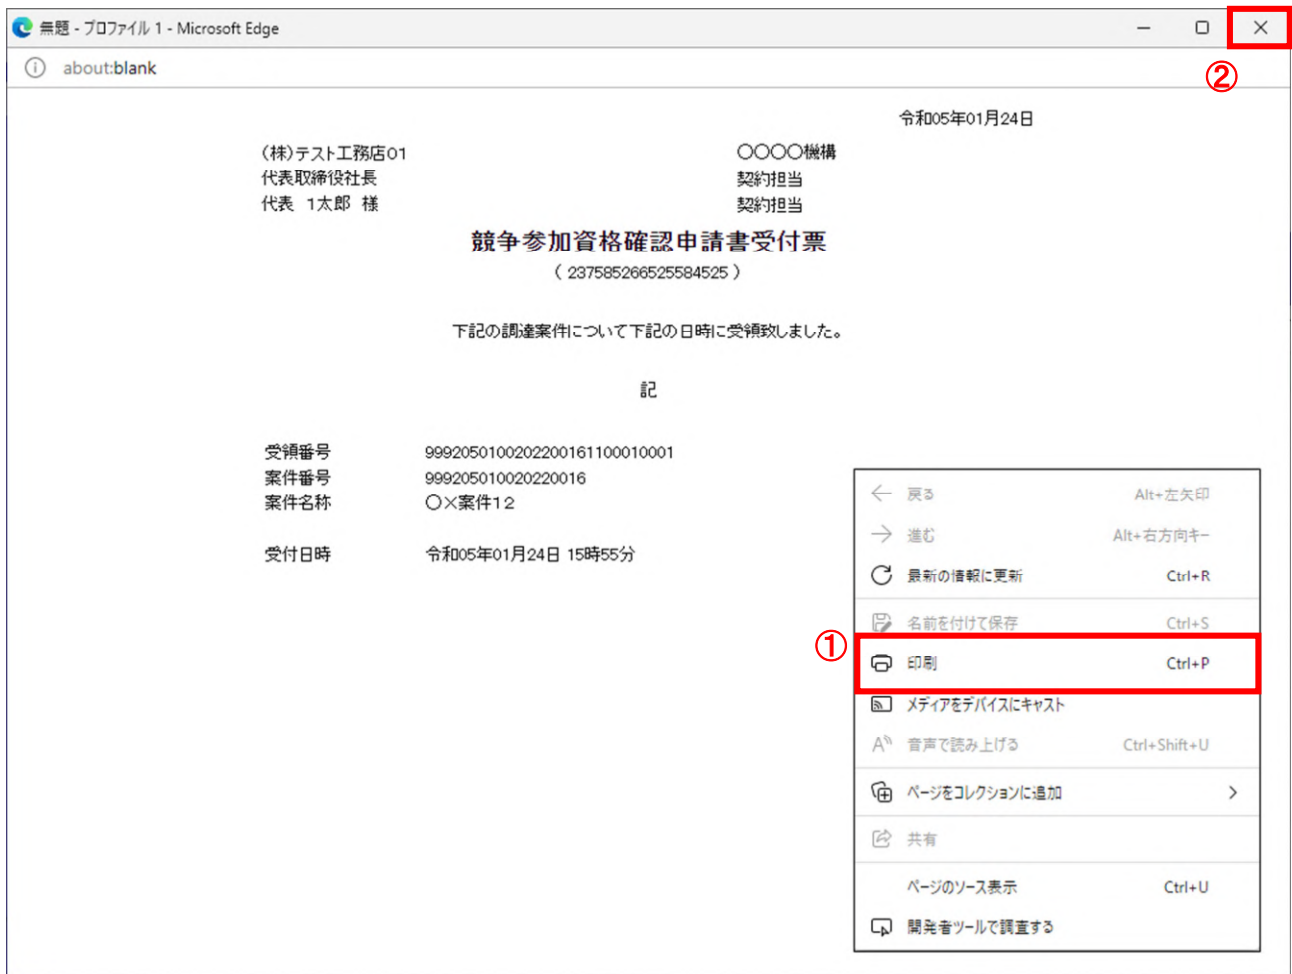 無題 - プロファイル 1 - Microsoft Edge
about:blank
②
令和05年01月24日
(株)テスト工務店01
〇〇〇〇機構
代表取締役社長
契約担当
代表 1太郎 様
契約担当
競争参加資格確認申請書受付票
( 237585266525584525 )
下記の調達案件について下記の日時に受領致しました。
記
受領番号 9992050100202200161100010001
案件番号 999205010020220016
案件名称 〇×案件12
受付日時 令和05年01月24日 15時55分
戻る Alt+左矢印
進む Alt+右方向キー
最新の情報に更新 Ctrl+R
名前を付けて保存 Ctrl+S
①
印刷 Ctrl+P
メディアをデバイスにキャスト
音声で読み上げる Ctrl+Shift+U
ページをコレクションに追加
共有
ページのソース表示 Ctrl+U
開発者ツールで調査する